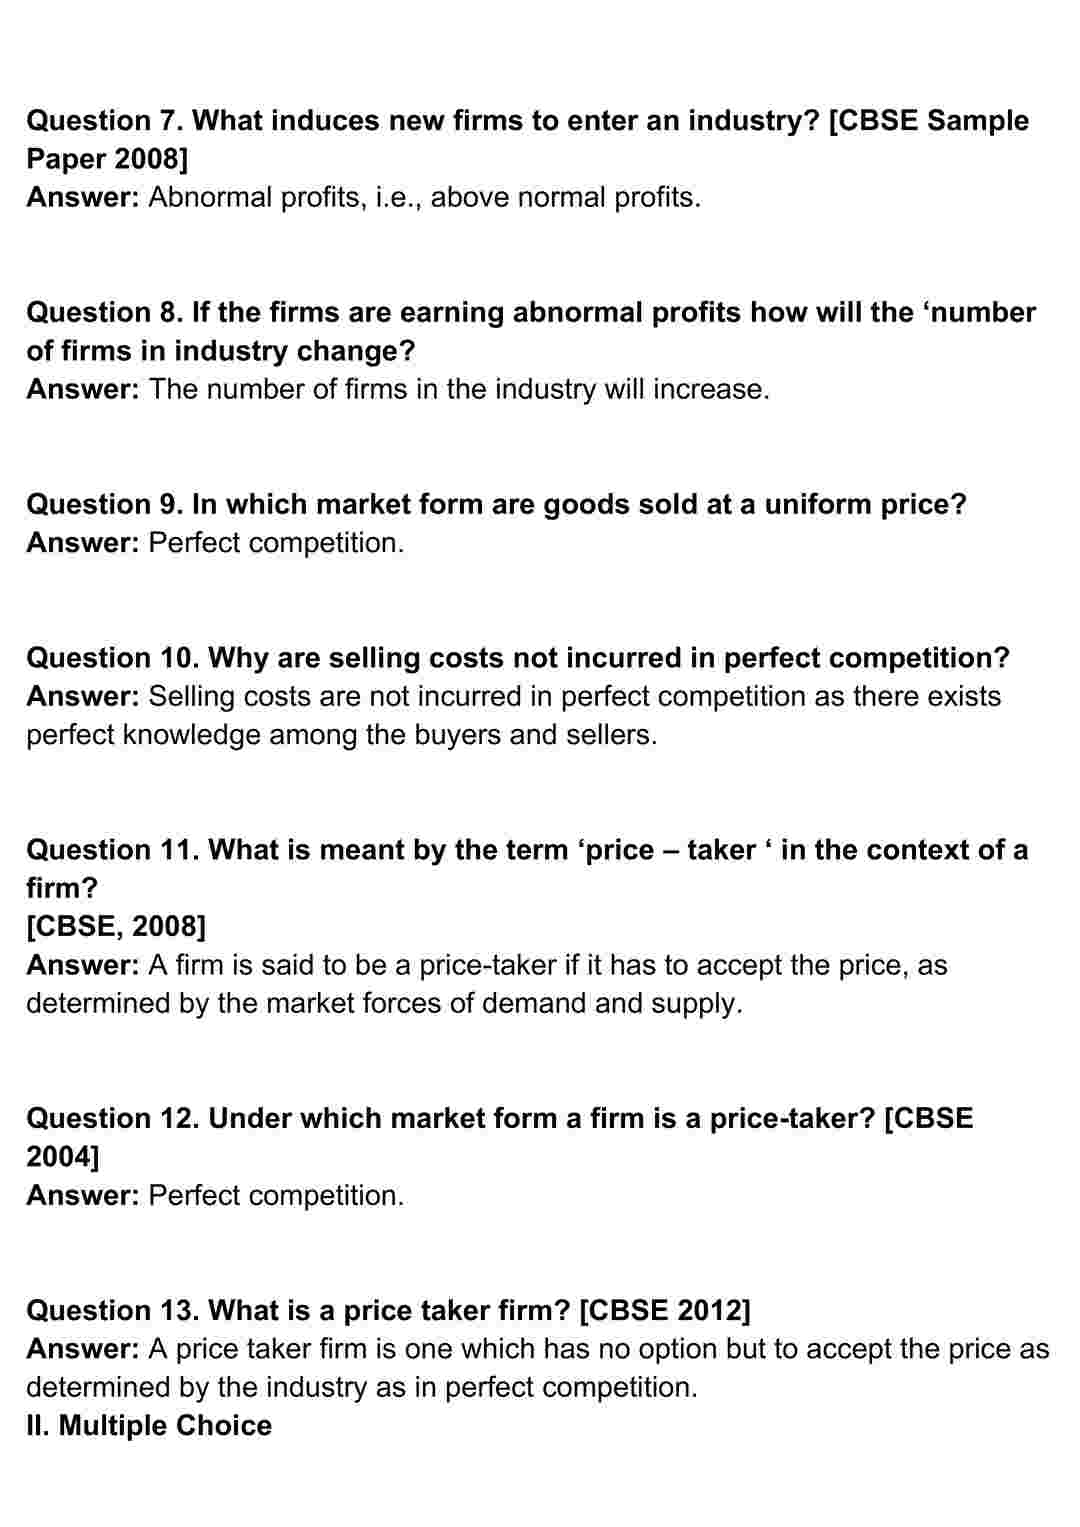 Question 7. What induces new firms to enter an industry? [CBSE Sample
Paper 2008]
Answer: Abnormal profits, i.e., above normal profits.
Question 8. If the firms are earning abnormal profits how will the ‘number
of firms in industry change?
Answer: The number of firms in the industry will increase.
Question 9. In which market form are goods sold at a uniform price?
Answer: Perfect competition.
Question 10. Why are selling costs not incurred in perfect competition?
Answer: Selling costs are not incurred in perfect competition as there exists
perfect knowledge among the buyers and sellers.
Question 11. What is meant by the term ‘price – taker ‘ in the context of a
firm?
[CBSE, 2008]
Answer: A firm is said to be a price-taker if it has to accept the price, as
determined by the market forces of demand and supply.
Question 12. Under which market form a firm is a price-taker? [CBSE
2004]
Answer: Perfect competition.
Question 13. What is a price taker firm? [CBSE 2012]
Answer: A price taker firm is one which has no option but to accept the price as
determined by the industry as in perfect competition.
II. Multiple Choice